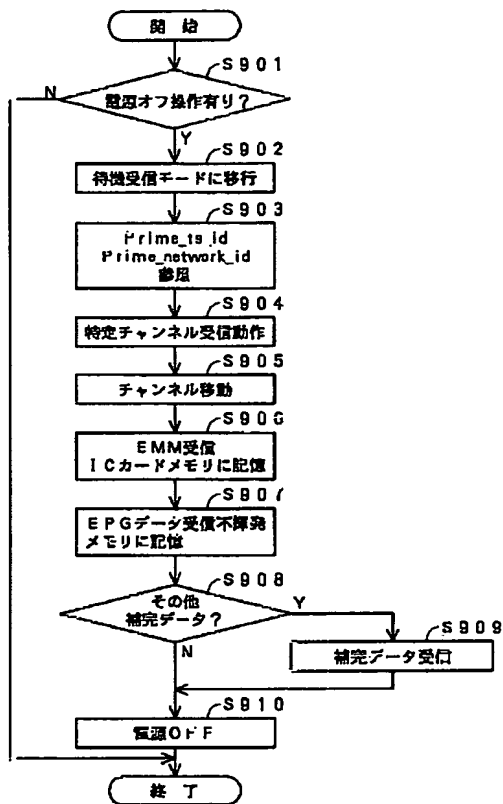 開始
S901
N
電源オフ操作有り？
Y
S902
待機受信モードに移行
S903
Prime_ts_id
Prime_network_id
参照
S904
特定チャンネル受信動作
S905
チャンネル移動
S906
EMM受信
ICカードメモリに記憶
S907
EPGデータ受信不揮発
メモリに記憶
S908
その他
補完データ？
Y
N
S909
補完データ受信
S910
電源OFF
終了